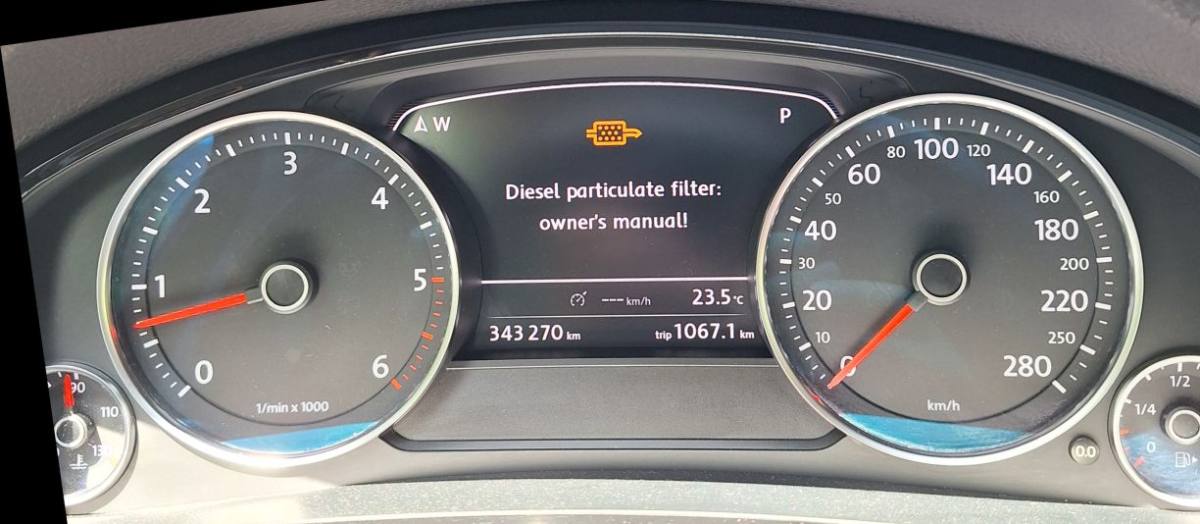 W P
Diesel particulate filter:
owner's manual!
--- km/h 23.5 °C
343 270 km trip 1067.1 km
0 1 2 3 4 5 6
1/min x 1000
0 10 20 30 40 50 60 80 100 120 140 160 180 200 220 250 280
km/h
90 110
0.0
0 1/4 1/2